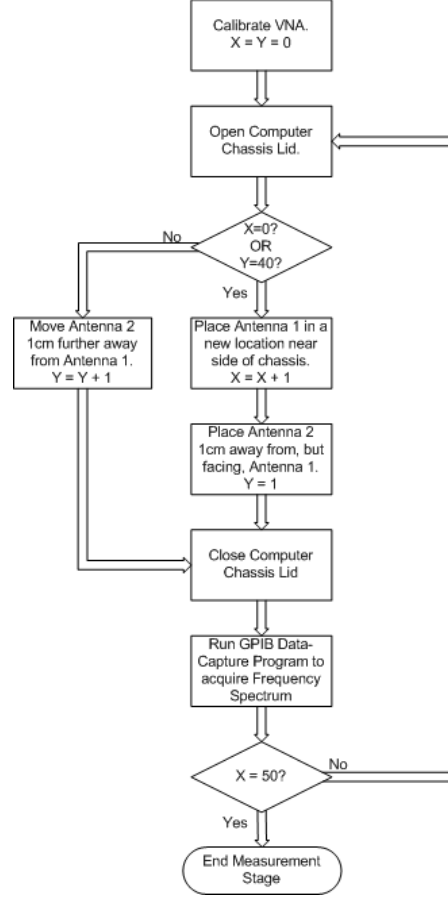 Calibrate VNA.
X = Y = 0
Open Computer
Chassis Lid.
X=0?
OR
Y=40?
No
Yes
Move Antenna 2
1cm further away
from Antenna 1.
Y = Y + 1
Place Antenna 1 in a
new location near
side of chassis.
X = X + 1
Place Antenna 2
1cm away from, but
facing, Antenna 1.
Y = 1
Close Computer
Chassis Lid
Run GPIB Data-
Capture Program to
acquire Frequency
Spectrum
X = 50?
No
Yes
End Measurement
Stage